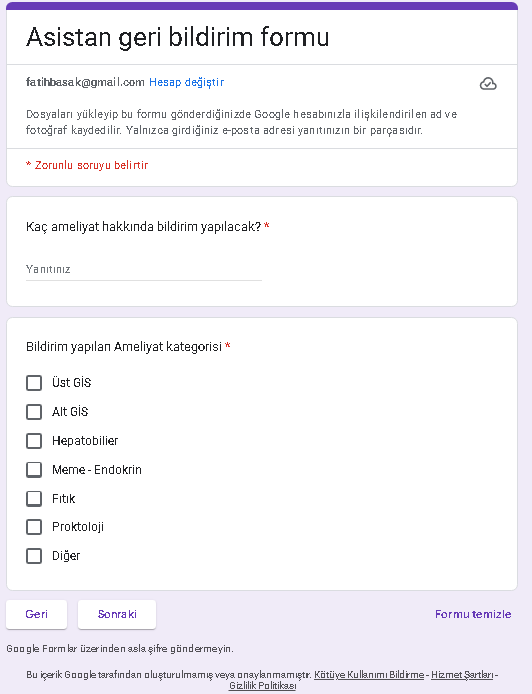 Asistan geri bildirim formu
fatihbasak@gmail.com Hesap değiştir
Dosyaları yükleyip bu formu gönderdiğinizde Google hesabınızla ilişkilendirilen ad ve
fotoğraf kaydedilir. Yalnızca girdiğiniz e-posta adresi yanıtınızın bir parçasıdır.
* Zorunlu soruyu belirtir
Kaç ameliyat hakkında bildirim yapılacak? *
Yanıtınız
Bildirim yapılan Ameliyat kategorisi *
Üst GİS
Alt GİS
Hepatobilier
Meme - Endokrin
Fıtık
Proktoloji
Diğer
Geri Sonraki Formu temizle
Google Formlar üzerinden asla şifre göndermeyin.
Bu içerik Google tarafından oluşturulmamış veya onaylanmamıştır. Kötüye Kullanımı Bildirme - Hizmet Şartları -
Gizlilik Politikası